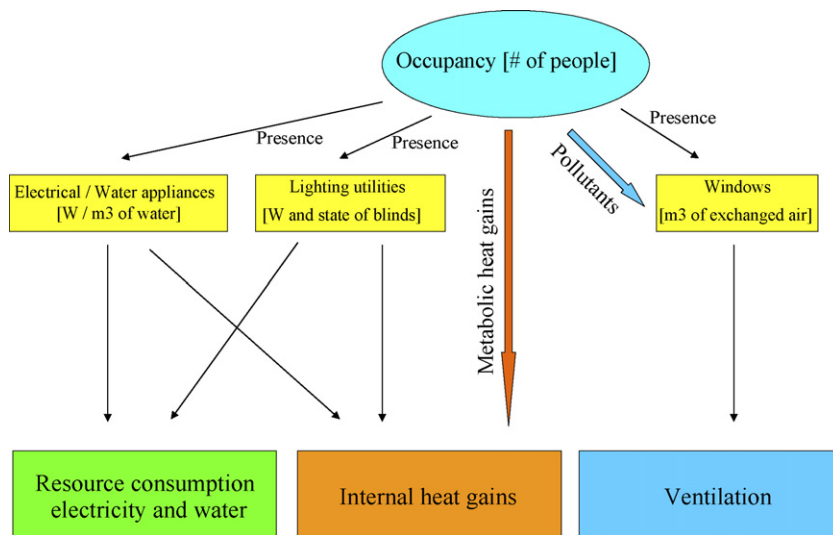 Occupancy [# of people]
Presence
Presence
Presence
Pollutants
Electrical / Water appliances
[W / m3 of water]
Lighting utilities
[W and state of blinds]
Windows
[m3 of exchanged air]
Metabolic heat gains
Resource consumption
electricity and water
Internal heat gains
Ventilation